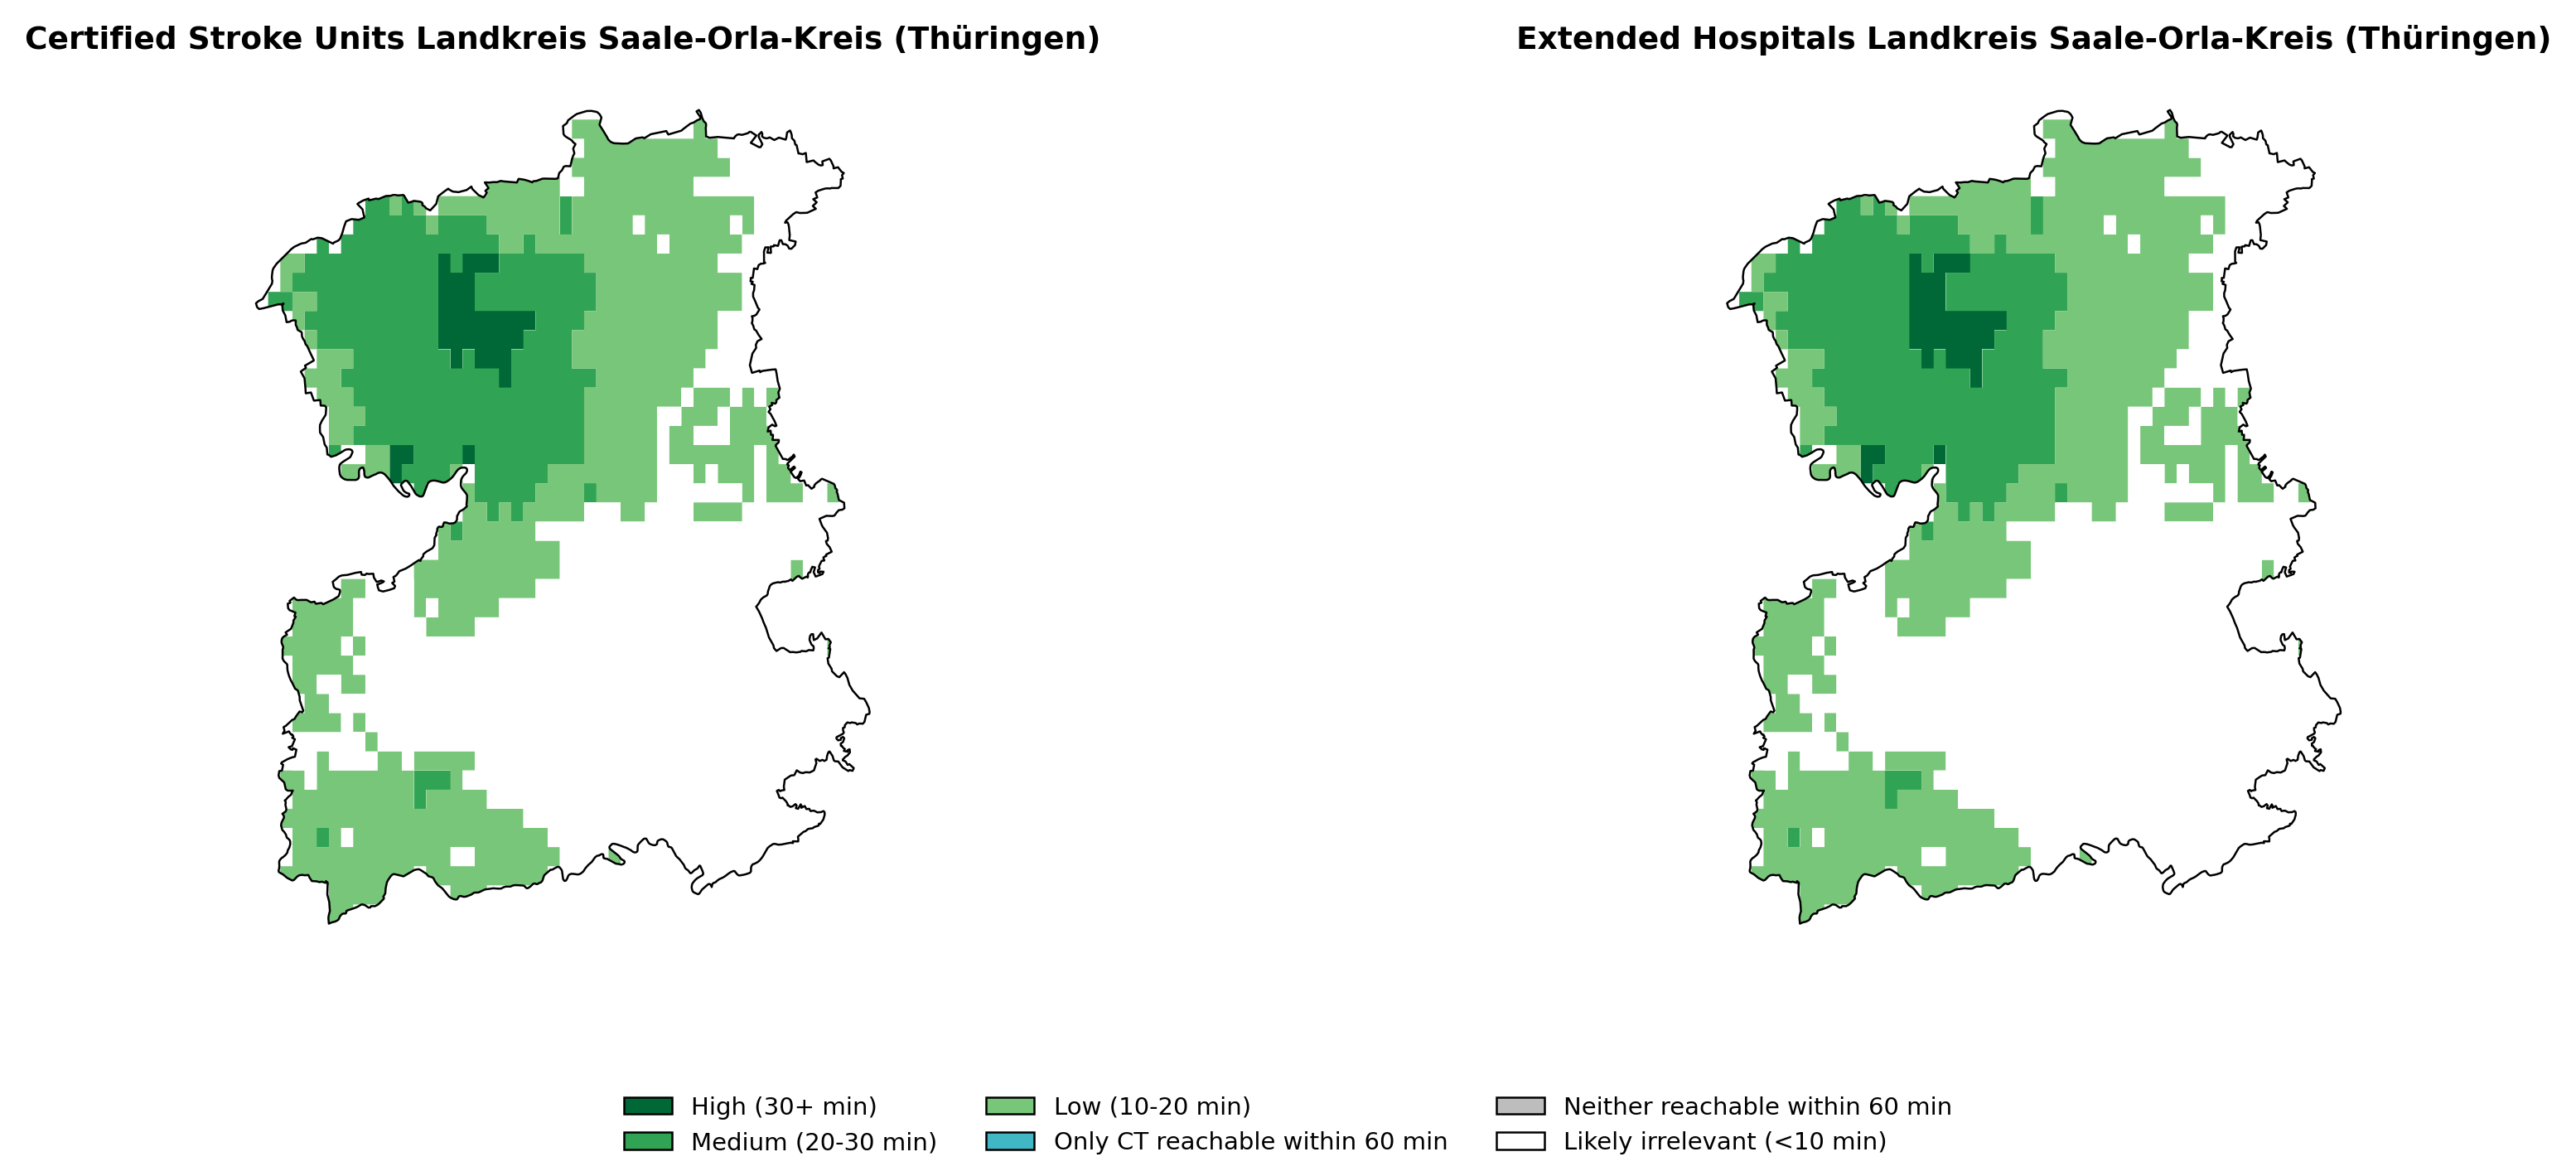 Certified Stroke Units Landkreis Saale-Orla-Kreis (Thüringen)
Extended Hospitals Landkreis Saale-Orla-Kreis (Thüringen)
High (30+ min)
Medium (20-30 min)
Low (10-20 min)
Only CT reachable within 60 min
Neither reachable within 60 min
Likely irrelevant (<10 min)